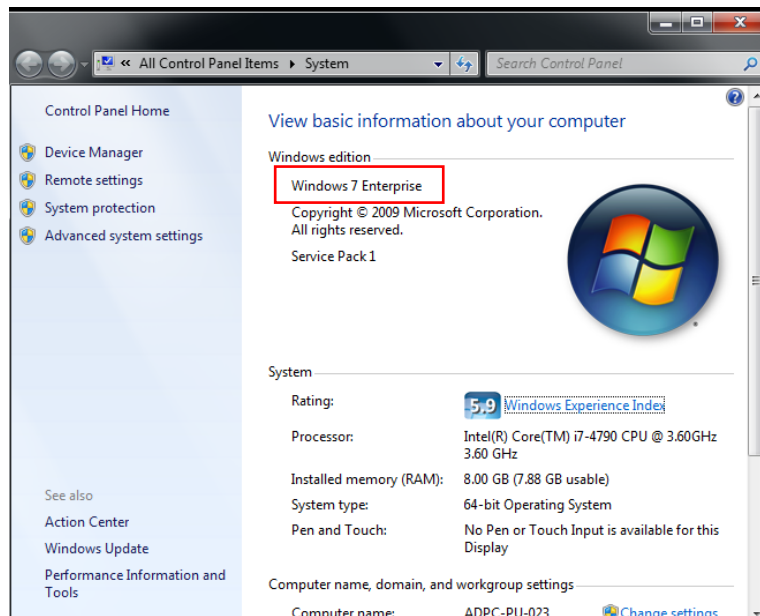 « All Control Panel Items ▸ System
Search Control Panel
Control Panel Home
Device Manager
Remote settings
System protection
Advanced system settings
See also
Action Center
Windows Update
Performance Information and
Tools
View basic information about your computer
Windows edition
Windows 7 Enterprise
Copyright © 2009 Microsoft Corporation.
All rights reserved.
Service Pack 1
System
Rating:
5.9 Windows Experience Index
Processor:
Intel(R) Core(TM) i7-4790 CPU @ 3.60GHz
3.60 GHz
Installed memory (RAM):
8.00 GB (7.88 GB usable)
System type:
64-bit Operating System
Pen and Touch:
No Pen or Touch Input is available for this
Display
Computer name, domain, and workgroup settings
Computer name:
ADPC-PU-023
Change settings